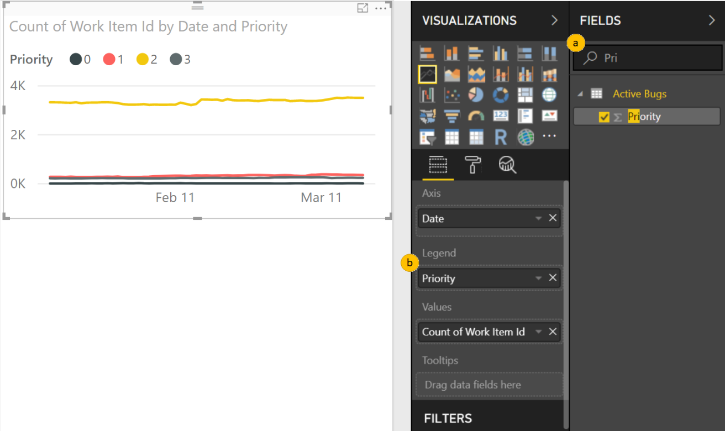 Count of Work Item Id by Date and Priority
Priority 0 1 2 3
4K
2K
0K
Feb 11 Mar 11
VISUALIZATIONS
R
Axis
Date
Legend
b
Priority
Values
Count of Work Item Id
Tooltips
Drag data fields here
FILTERS
FIELDS
a
Pri
Active Bugs
Priority